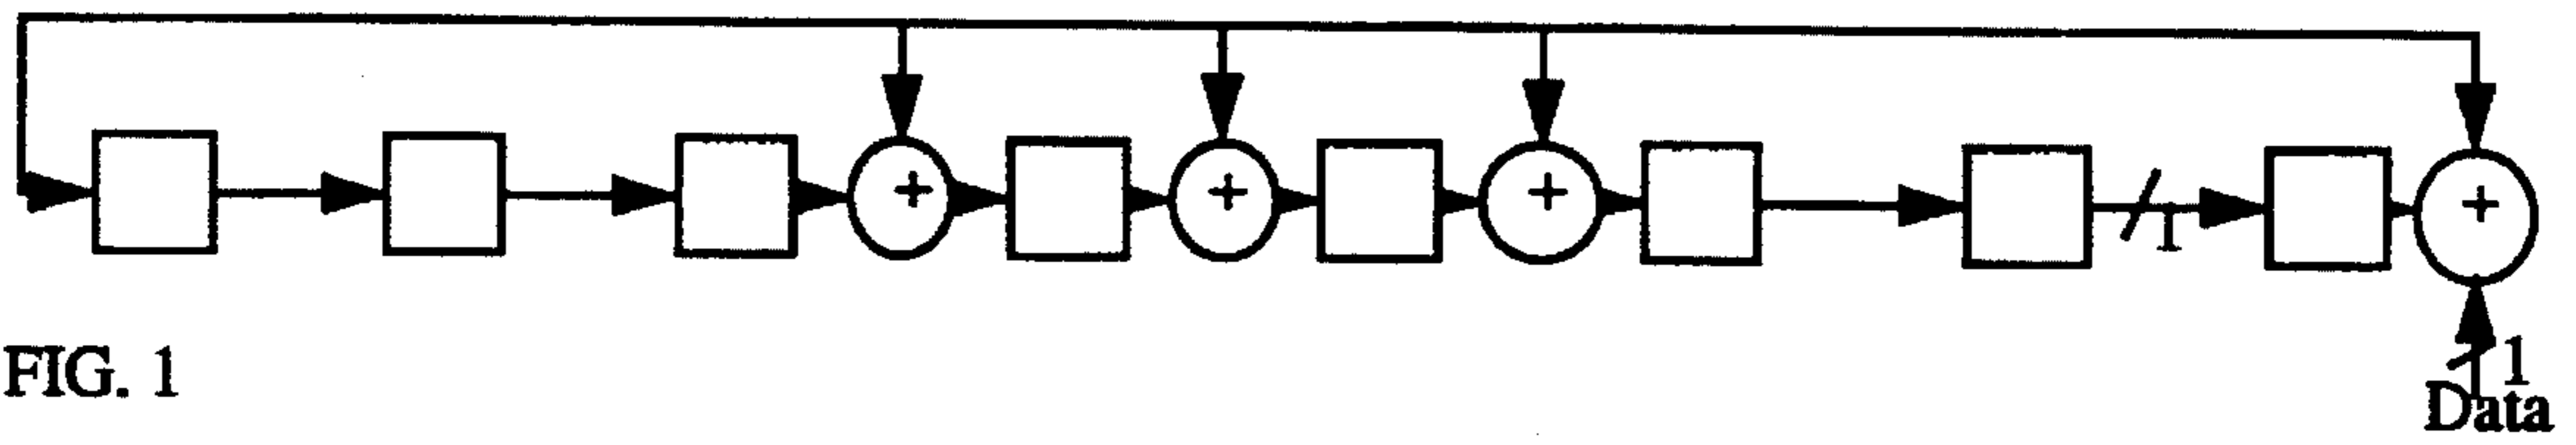 + + + +
1
FIG. 1
1
Data